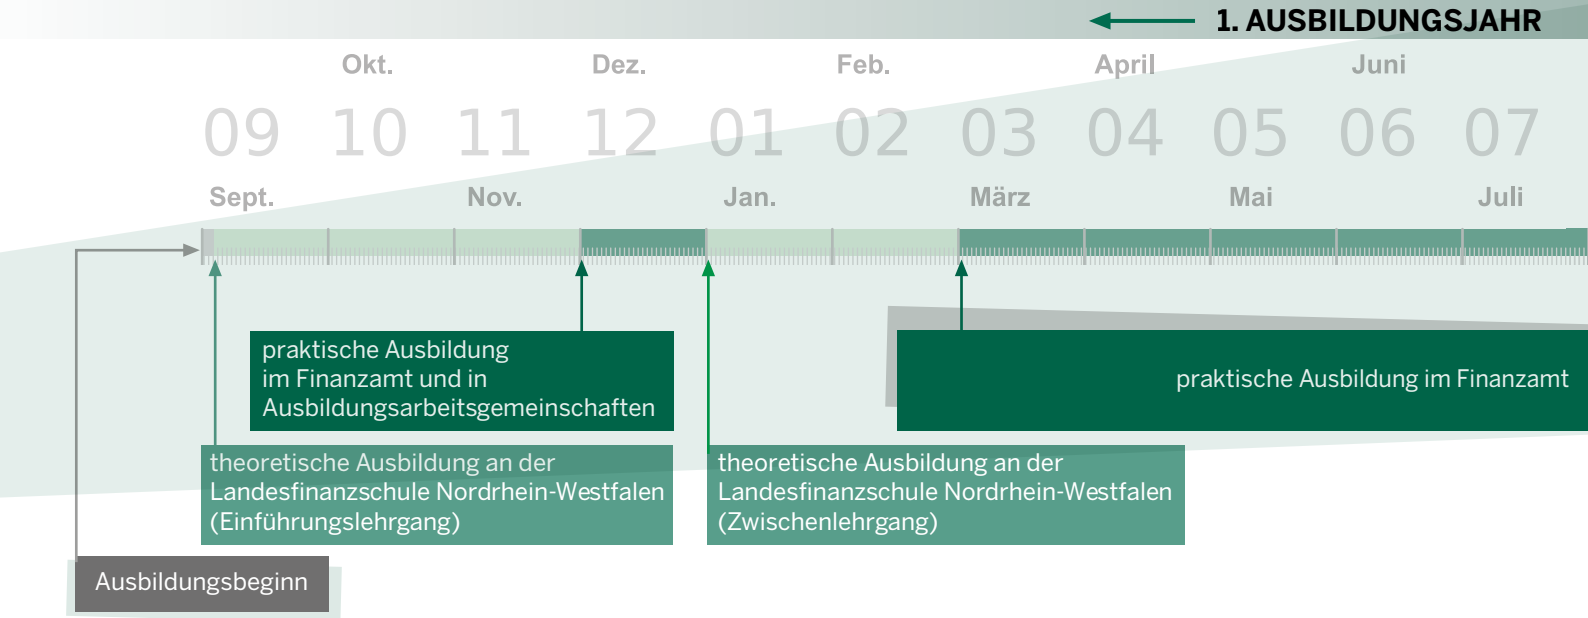 1. AUSBILDUNGSJAHR
Okt. Dez. Feb. April Juni
09 10 11 12 01 02 03 04 05 06 07
Sept. Nov. Jan. März Mai Juli
praktische Ausbildung
im Finanzamt und in
Ausbildungsarbeitsgemeinschaften
praktische Ausbildung im Finanzamt
theoretische Ausbildung an der
Landesfinanzschule Nordrhein-Westfalen
(Einführungslehrgang)
theoretische Ausbildung an der
Landesfinanzschule Nordrhein-Westfalen
(Zwischenlehrgang)
Ausbildungsbeginn